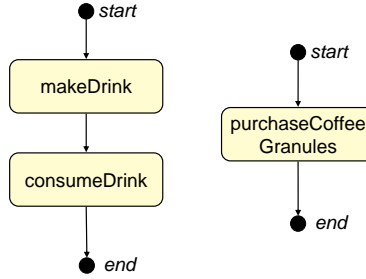 start
makeDrink
consumeDrink
end
start
purchaseCoffee
Granules
end